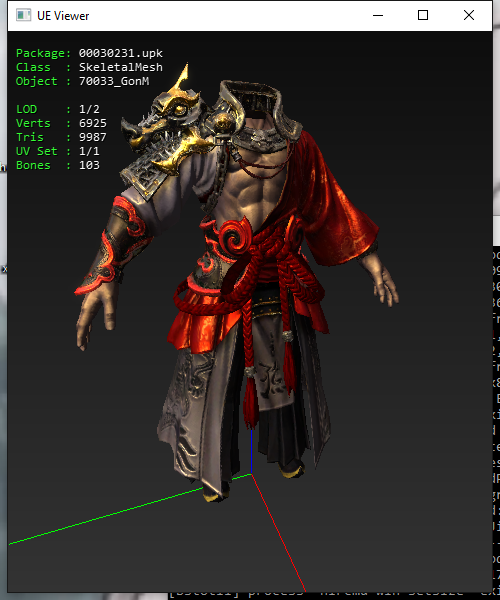 UE Viewer
Package: 00030231.upk
Class : SkeletalMesh
Object : 70033_GonM
LOD : 1/2
Verts : 6925
Tris : 9987
UV Set : 1/1
Bones : 103